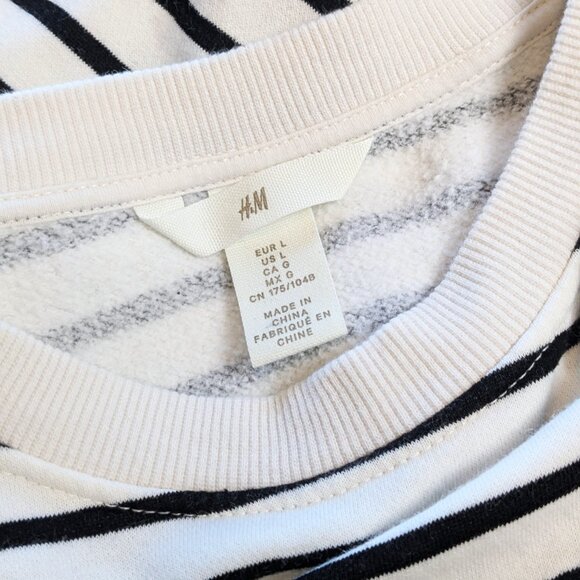 H&M
EUR L
US L
CA G
MX G
CN 175/104B
MADE IN
CHINA
FABRIQUÉ EN
CHINE